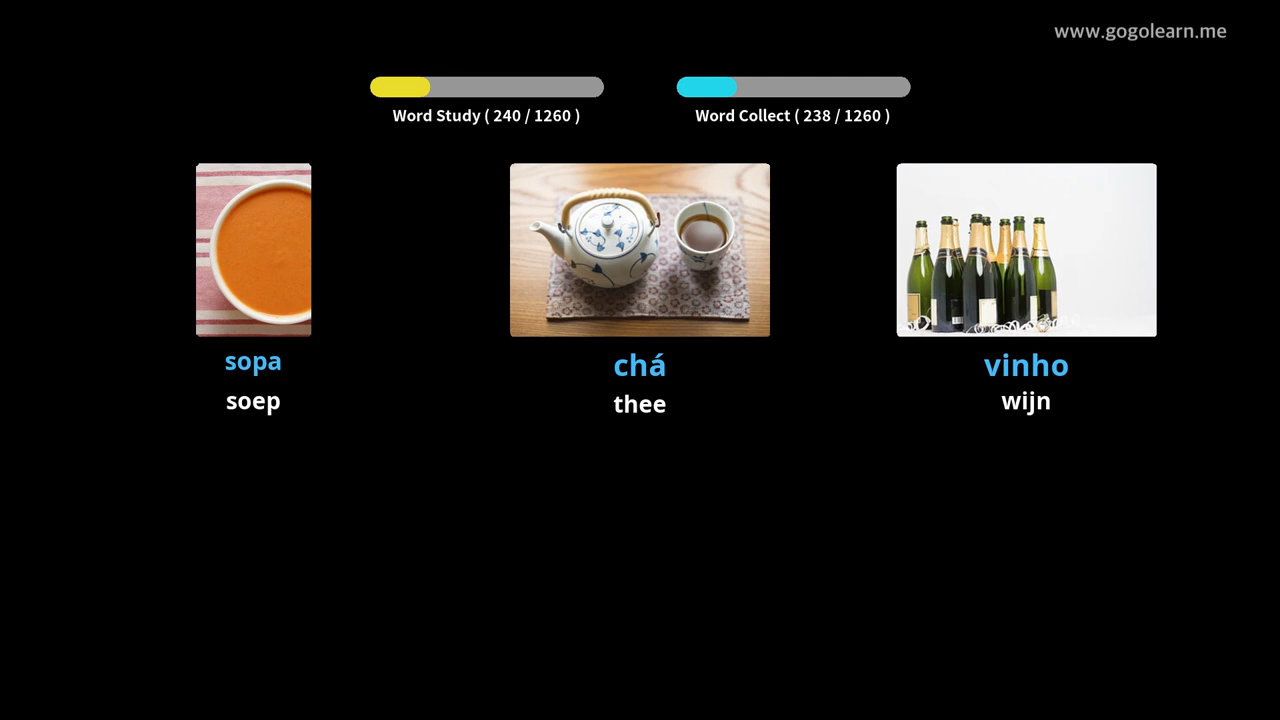 www.gogolearn.me
Word Study ( 240 / 1260 )
Word Collect ( 238 / 1260 )
sopa
soep
chá
thee
vinho
wijn